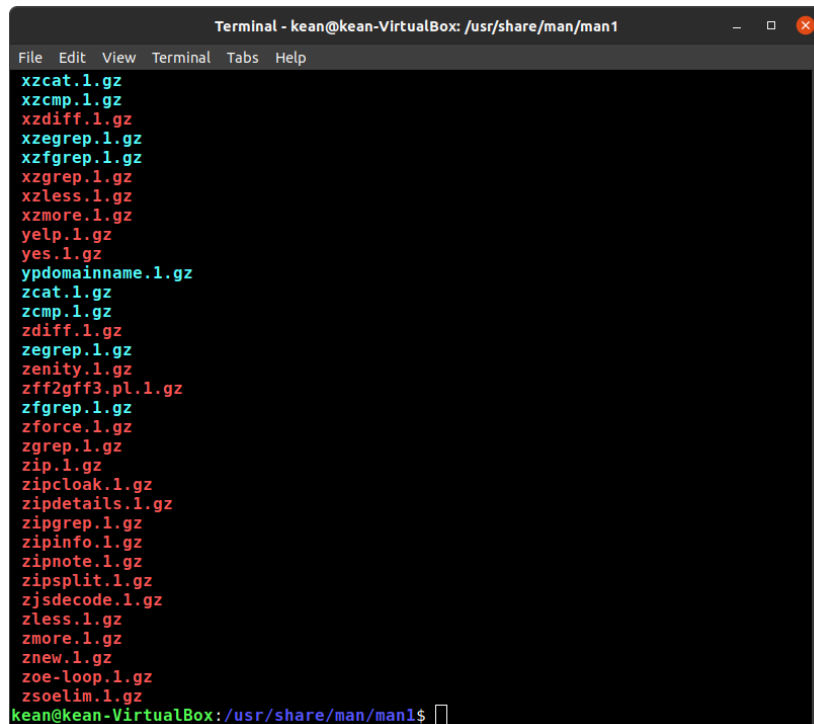 Terminal - kean@kean-VirtualBox: /usr/share/man/man1
File Edit View Terminal Tabs Help
xzcat.1.gz
xzcmp.1.gz
xzdiff.1.gz
xzegrep.1.gz
xzfgrep.1.gz
xzgrep.1.gz
xzless.1.gz
xzmore.1.gz
yelp.1.gz
yes.1.gz
ypdomainname.1.gz
zcat.1.gz
zcmp.1.gz
zdiff.1.gz
zegrep.1.gz
zenity.1.gz
zff2gff3.pl.1.gz
zfgrep.1.gz
zforce.1.gz
zgrep.1.gz
zip.1.gz
zipcloak.1.gz
zipdetails.1.gz
zipgrep.1.gz
zipinfo.1.gz
zipnote.1.gz
zipsplit.1.gz
zjsdecode.1.gz
zless.1.gz
zmore.1.gz
znew.1.gz
zoe-loop.1.gz
zsoelim.1.gz
kean@kean-VirtualBox:/usr/share/man/man1$